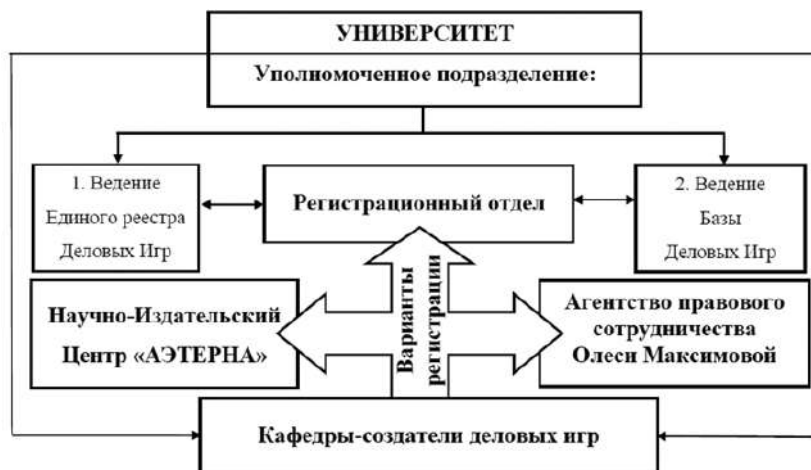 УНИВЕРСИТЕТ
Уполиомоченное подразделение:
1. Ведение
Единого реестра
Деловых Игр
Регистрационный отдел
2. Ведение
Базы
Деловых Игр
Научно-Издательский
Центр «АЭТЕРНА»
Варианты
регистрации
Агентство правового
сотрудничества
Олеси Максимовой
Кафедры-создатели деловых игр